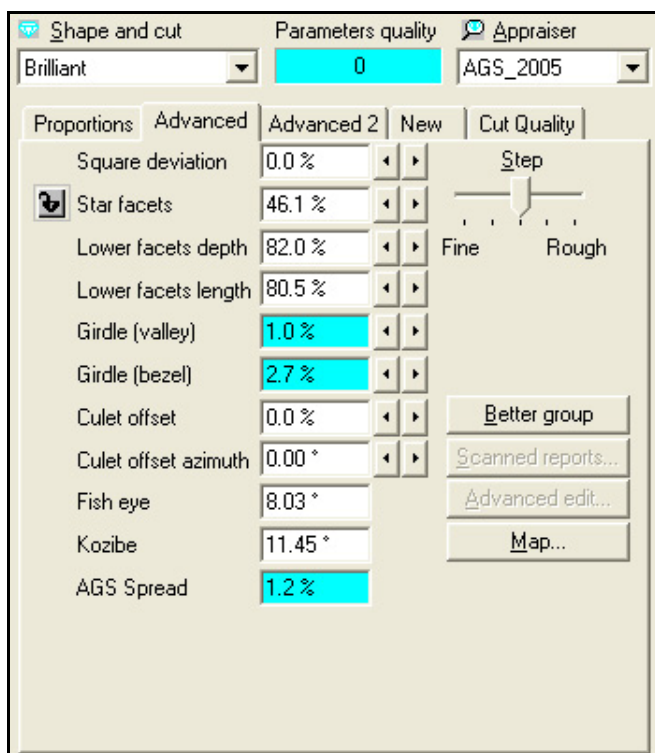 Shape and cut Parameters quality Appraiser
Brilliant 0 AGS_2005
Proportions Advanced Advanced 2 New Cut Quality
Square deviation 0.0 % Step
Star facets 46.1 %
Lower facets depth 82.0 % Fine Rough
Lower facets length 80.5 %
Girdle (valley) 1.0 %
Girdle (bezel) 2.7 %
Culet offset 0.0 % Better group
Culet offset azimuth 0.00 ° Scanned reports...
Fish eye 8.03 ° Advanced edit...
Kozibe 11.45 ° Map...
AGS Spread 1.2 %